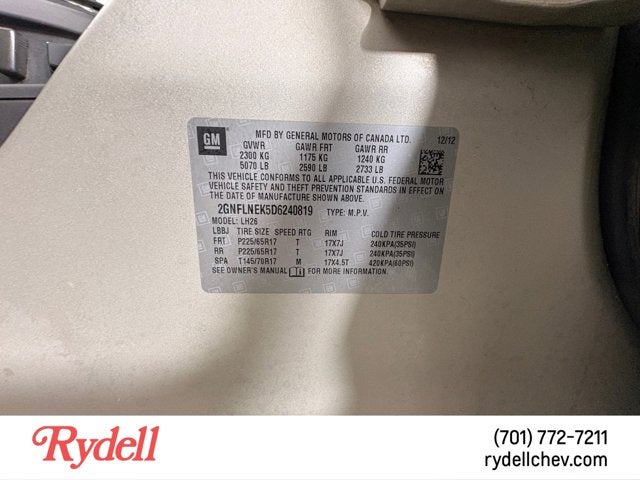 GM
MFD BY GENERAL MOTORS OF CANADA LTD. 12/12
GVWR GAWR FRT GAWR RR
2300 KG 1175 KG 1240 KG
5070 LB 2590 LB 2733 LB
THIS VEHICLE CONFORMS TO ALL APPLICABLE U.S. FEDERAL MOTOR
VEHICLE SAFETY AND THEFT PREVENTION STANDARDS IN EFFECT ON
THE DATE OF MANUFACTURE SHOWN ABOVE.
2GNFLNEK5D6240819 TYPE: M.P.V.
MODEL: LH26
LBBJ TIRE SIZE SPEED RTG RIM COLD TIRE PRESSURE
FRT P225/65R17 T 17X7J 240KPA(35PSI)
RR P225/65R17 T 17X7J 240KPA(35PSI)
SPA T145/70R17 M 17X4.5T 420KPA(60PSI)
SEE OWNER'S MANUAL FOR MORE INFORMATION.
Rydell
(701) 772-7211
rydellchev.com